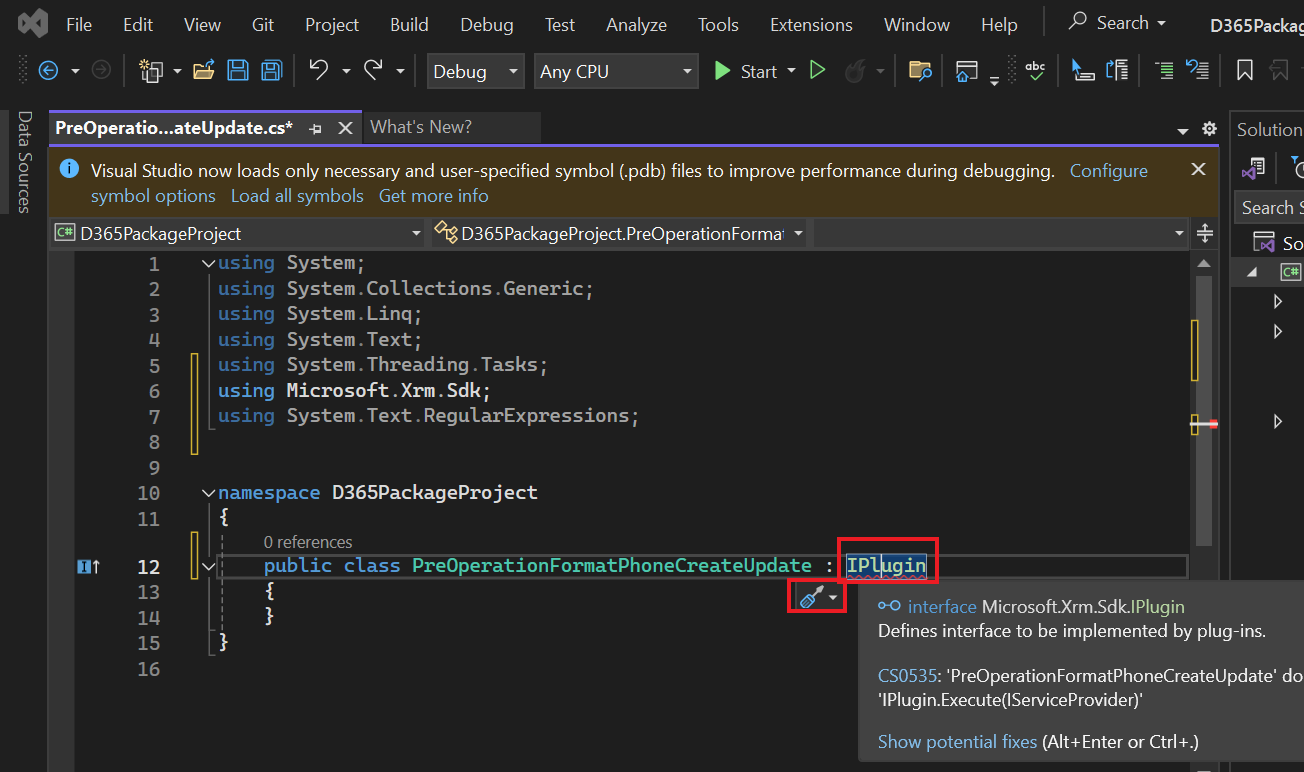 File Edit View Git Project Build Debug Test Analyze Tools Extensions Window Help Search D365Packag
Debug Any CPU Start abc
Data Sources
PreOperatio...ateUpdate.cs* What's New?
Solution
Visual Studio now loads only necessary and user-specified symbol (.pdb) files to improve performance during debugging. Configure
symbol options Load all symbols Get more info
Search S
C# D365PackageProject D365PackageProject.PreOperationFormat
So
C#
1 using System;
2 using System.Collections.Generic;
3 using System.Linq;
4 using System.Text;
5 using System.Threading.Tasks;
6 using Microsoft.Xrm.Sdk;
7 using System.Text.RegularExpressions;
8
9
10 namespace D365PackageProject
11 {
0 references
12 public class PreOperationFormatPhoneCreateUpdate : IPlugin
13 {
14 }
15 }
16
interface Microsoft.Xrm.Sdk.IPlugin
Defines interface to be implemented by plug-ins.
CS0535: 'PreOperationFormatPhoneCreateUpdate' do
'IPlugin.Execute(IServiceProvider)'
Show potential fixes (Alt+Enter or Ctrl+.)